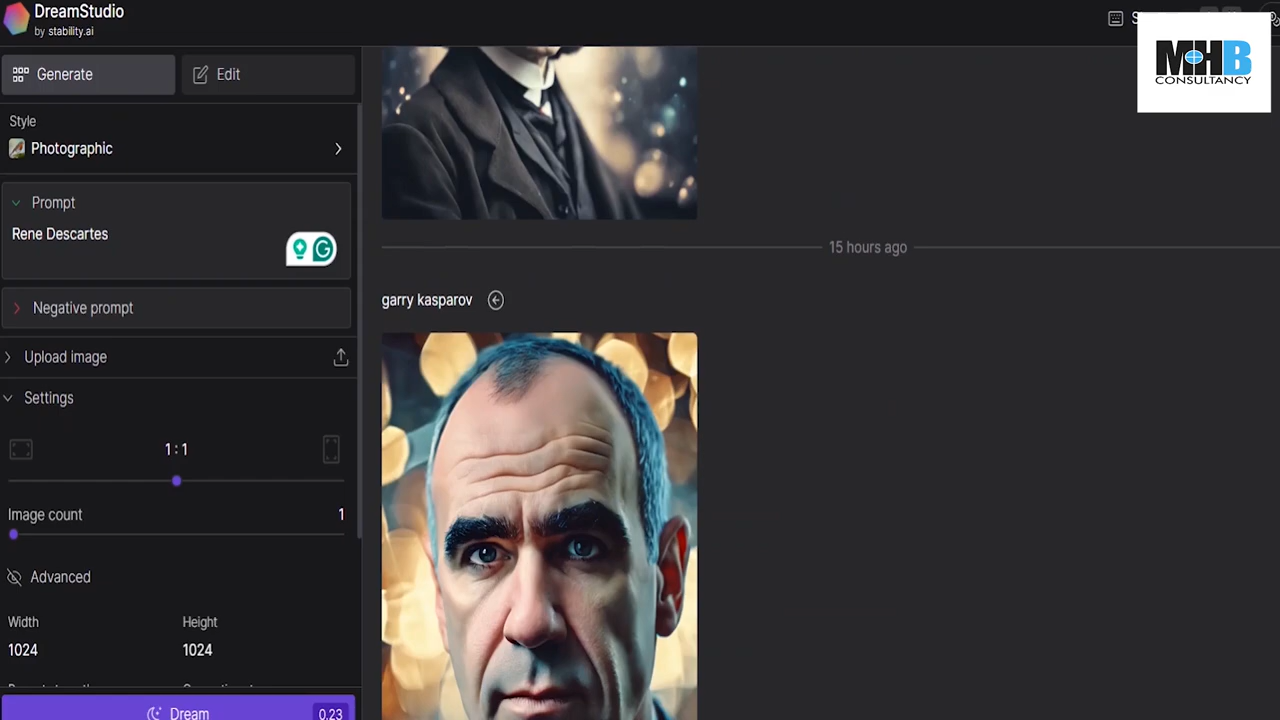 DreamStudio
by stability.ai
Generate
Edit
Style
Photographic
Prompt
Rene Descartes
Negative prompt
Upload image
Settings
1 : 1
Image count
1
Advanced
Width
Height
1024
1024
Dream
0.23
15 hours ago
garry kasparov
MHB
CONSULTANCY